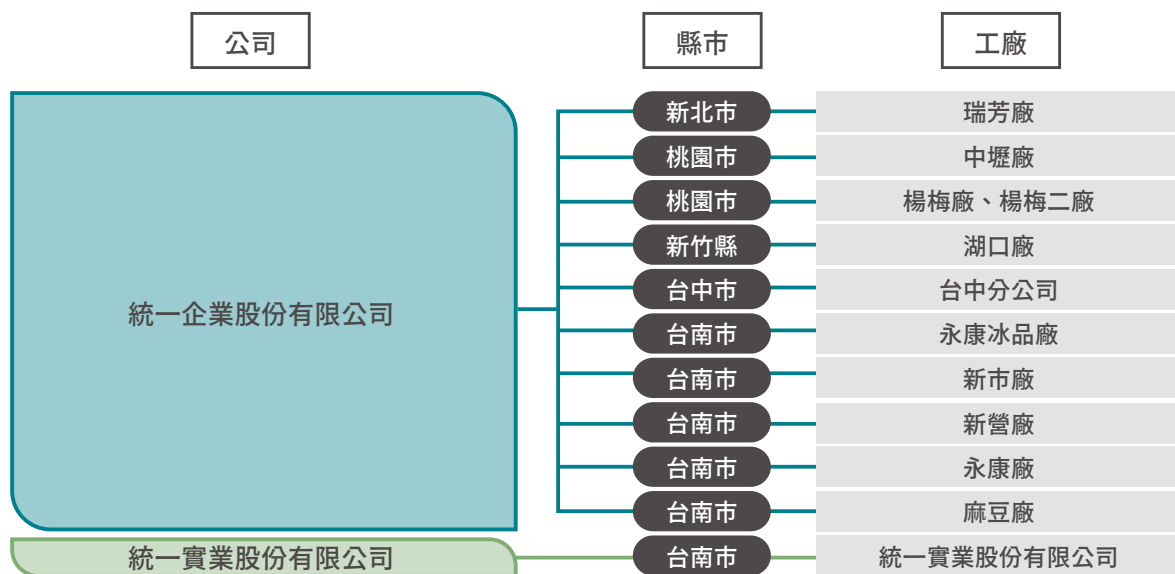 公司 縣市 工廠
新北市 瑞芳廠
桃園市 中壢廠
桃園市 楊梅廠、楊梅二廠
新竹縣 湖口廠
台中市 台中分公司
統一企業股份有限公司
台南市 永康冰品廠
台南市 新市廠
台南市 新營廠
台南市 永康廠
台南市 麻豆廠
統一實業股份有限公司 台南市 統一實業股份有限公司